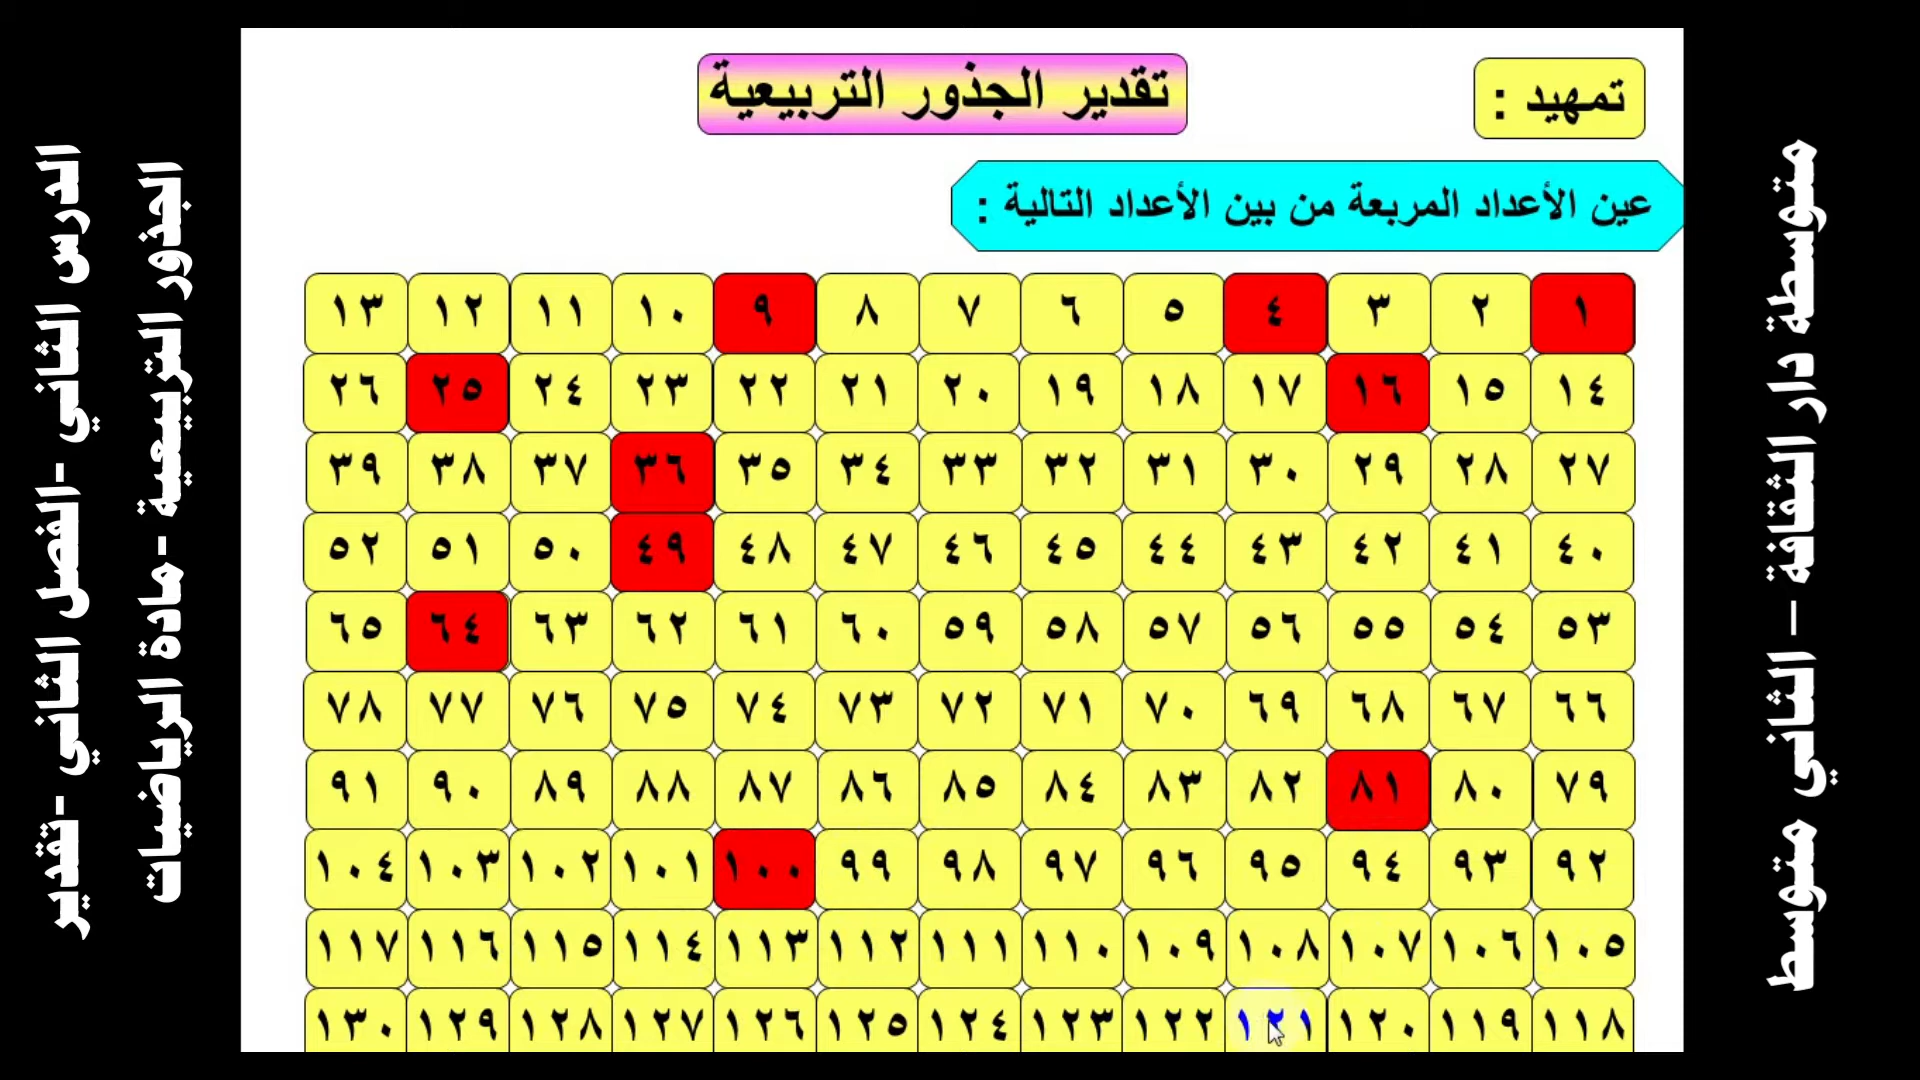 تمهيد :
تقدير الجذور التربيعية
عين الأعداد المربعة من بين الأعداد التالية :
١ ٢ ٣ ٤ ٥ ٦ ٧ ٨ ٩ ١٠ ١١ ١٢ ١٣
١٤ ١٥ ١٦ ١٧ ١٨ ١٩ ٢٠ ٢١ ٢٢ ٢٣ ٢٤ ٢٥ ٢٦
٢٧ ٢٨ ٢٩ ٣٠ ٣١ ٣٢ ٣٣ ٣٤ ٣٥ ٣٦ ٣٧ ٣٨ ٣٩
٤٠ ٤١ ٤٢ ٤٣ ٤٤ ٤٥ ٤٦ ٤٧ ٤٨ ٤٩ ٥٠ ٥١ ٥٢
٥٣ ٥٤ ٥٥ ٥٦ ٥٧ ٥٨ ٥٩ ٦٠ ٦١ ٦٢ ٦٣ ٦٤ ٦٥
٦٦ ٦٧ ٦٨ ٦٩ ٧٠ ٧١ ٧٢ ٧٣ ٧٤ ٧٥ ٧٦ ٧٧ ٧٨
٧٩ ٨٠ ٨١ ٨٢ ٨٣ ٨٤ ٨٥ ٨٦ ٨٧ ٨٨ ٨٩ ٩٠ ٩١
٩٢ ٩٣ ٩٤ ٩٥ ٩٦ ٩٧ ٩٨ ٩٩ ١٠٠ ١٠١ ١٠٢ ١٠٣ ١٠٤
١٠٥ ١٠٦ ١٠٧ ١٠٨ ١٠٩ ١١٠ ١١١ ١١٢ ١١٣ ١١٤ ١١٥ ١١٦ ١١٧
١١٨ ١١٩ ١٢٠ ١٢١ ١٢٢ ١٢٣ ١٢٤ ١٢٥ ١٢٦ ١٢٧ ١٢٨ ١٢٩ ١٣٠
متوسطة دار الثقافة – الثاني متوسط
الدرس الثاني -الفصل الثاني -تقدير
الجذور التربيعية - مادة الرياضيات